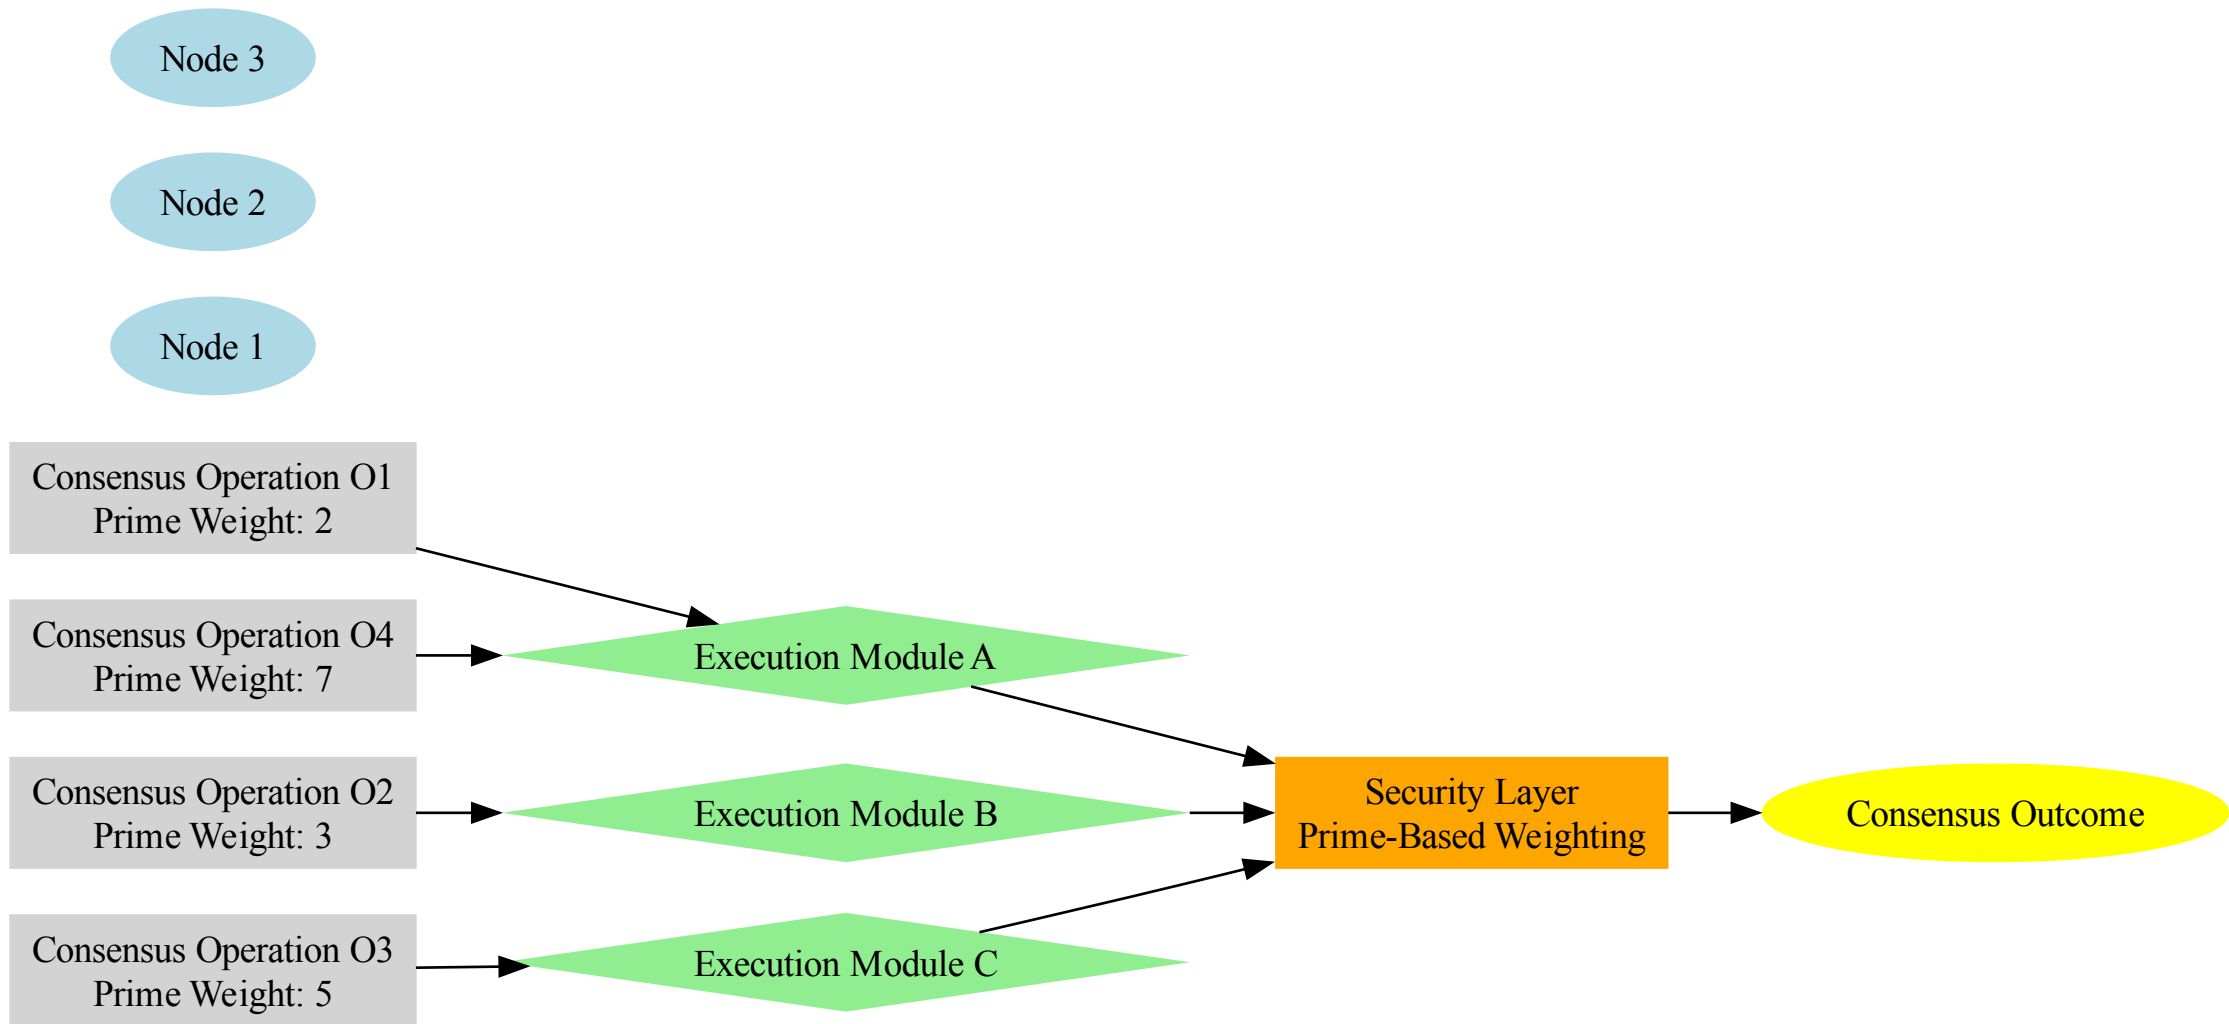 Node 3
Node 2
Node 1
Consensus Operation O1
Prime Weight: 2
Consensus Operation O4
Prime Weight: 7
Execution Module A
Consensus Operation O2
Prime Weight: 3
Execution Module B
Security Layer
Prime-Based Weighting
Consensus Outcome
Consensus Operation O3
Prime Weight: 5
Execution Module C